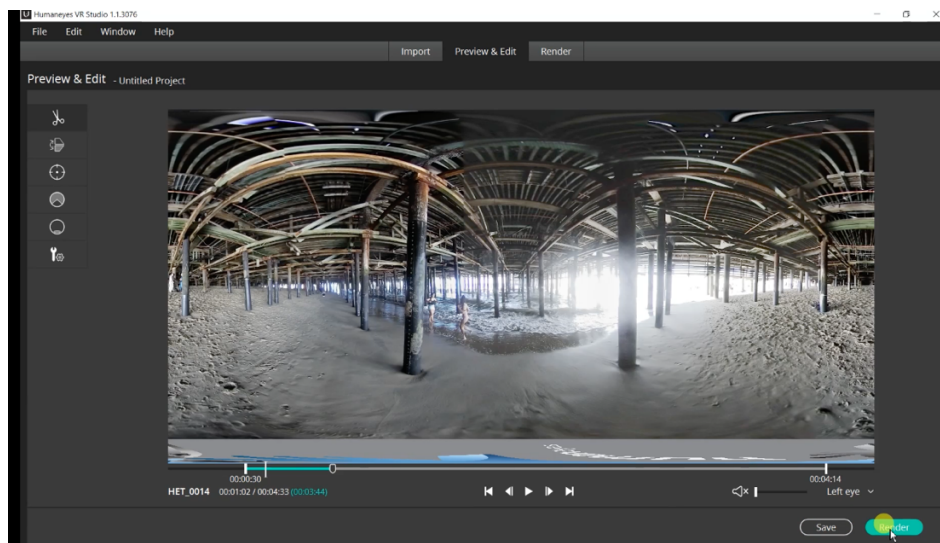 Humaneyes VR Studio 1.1.3076
File Edit Window Help
Import Preview & Edit Render
Preview & Edit - Untitled Project
00:00:30 00:04:14
HET_0014 00:01:02 / 00:04:33 (00:03:44) Left eye
Save Render